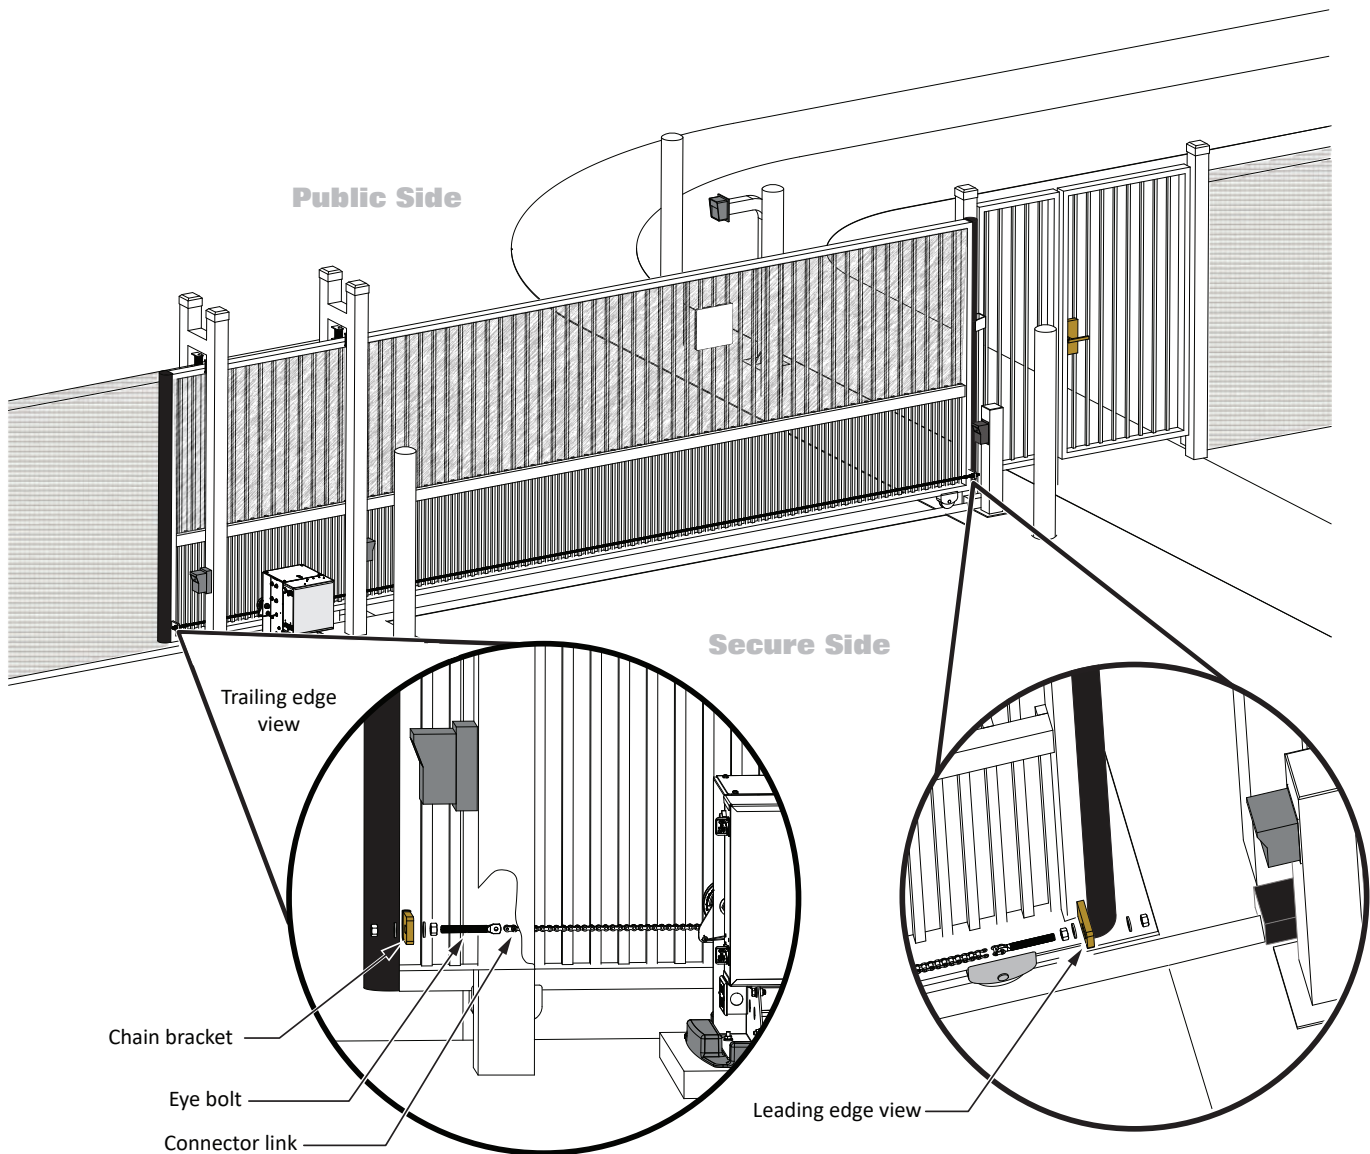 Public Side
Secure Side
Trailing edge
view
Chain bracket
Eye bolt
Connector link
Leading edge view